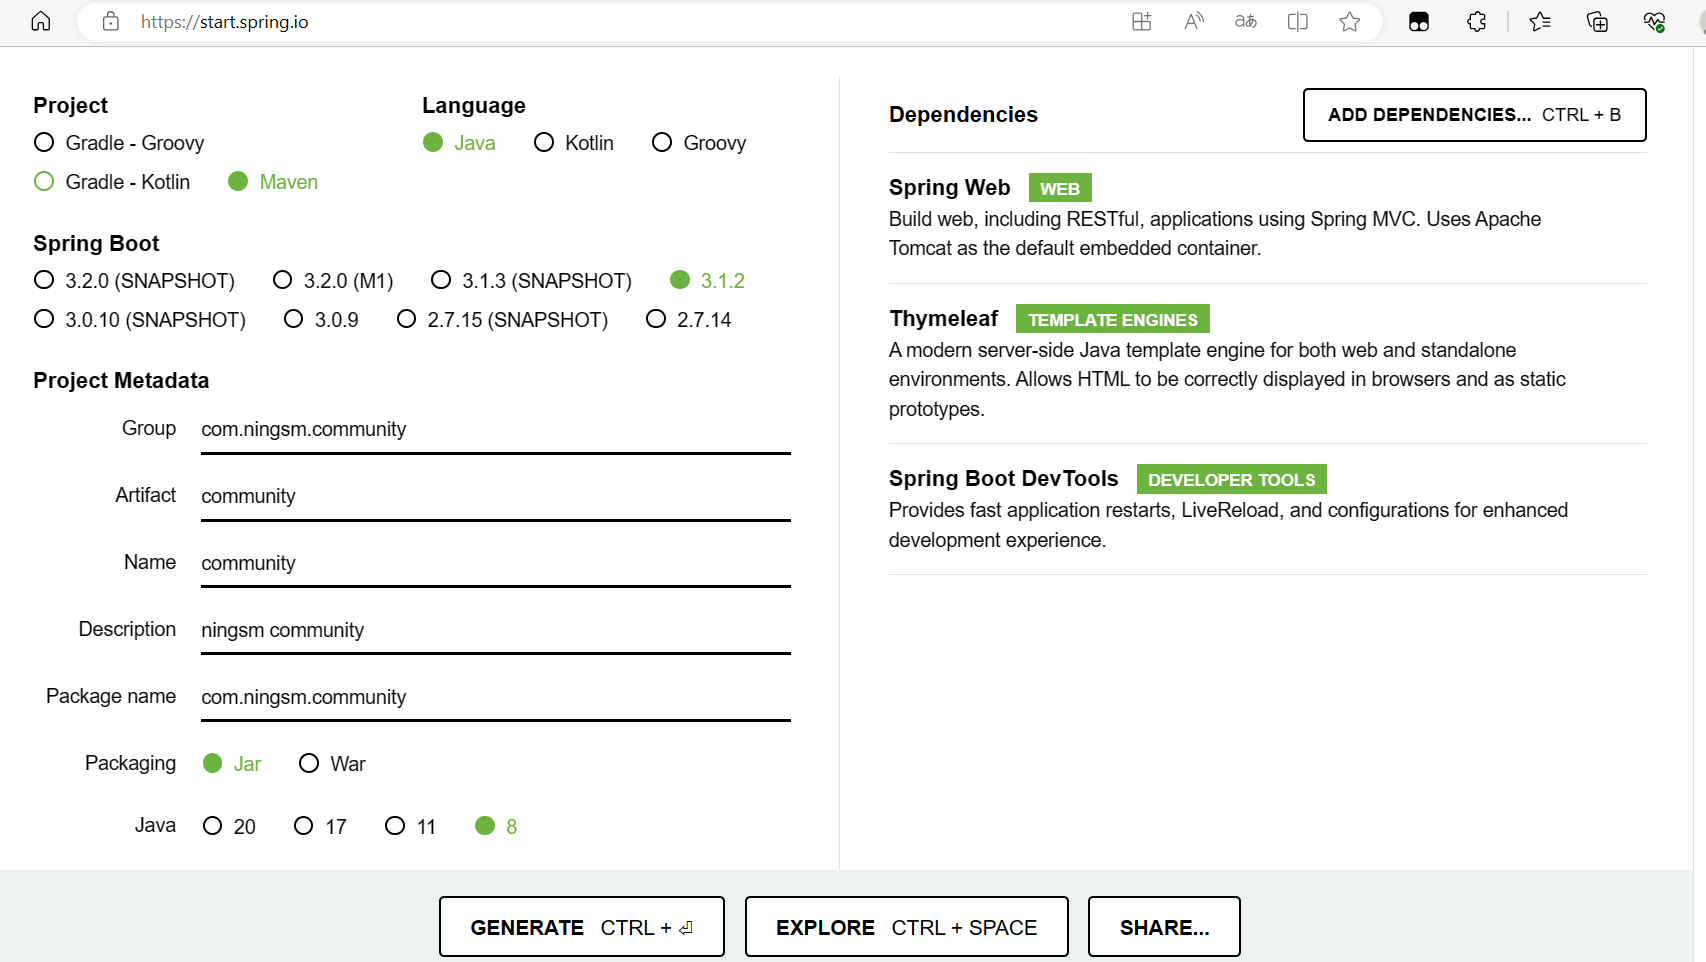 https://start.spring.io
Project
Gradle - Groovy
Gradle - Kotlin Maven
Language
Java Kotlin Groovy
Spring Boot
3.2.0 (SNAPSHOT) 3.2.0 (M1) 3.1.3 (SNAPSHOT) 3.1.2
3.0.10 (SNAPSHOT) 3.0.9 2.7.15 (SNAPSHOT) 2.7.14
Project Metadata
Group com.ningsm.community
Artifact community
Name community
Description ningsm community
Package name com.ningsm.community
Packaging Jar War
Java 20 17 11 8
Dependencies
ADD DEPENDENCIES... CTRL + B
Spring Web WEB
Build web, including RESTful, applications using Spring MVC. Uses Apache
Tomcat as the default embedded container.
Thymeleaf TEMPLATE ENGINES
A modern server-side Java template engine for both web and standalone
environments. Allows HTML to be correctly displayed in browsers and as static
prototypes.
Spring Boot DevTools DEVELOPER TOOLS
Provides fast application restarts, LiveReload, and configurations for enhanced
development experience.
GENERATE CTRL + ⏎
EXPLORE CTRL + SPACE
SHARE...